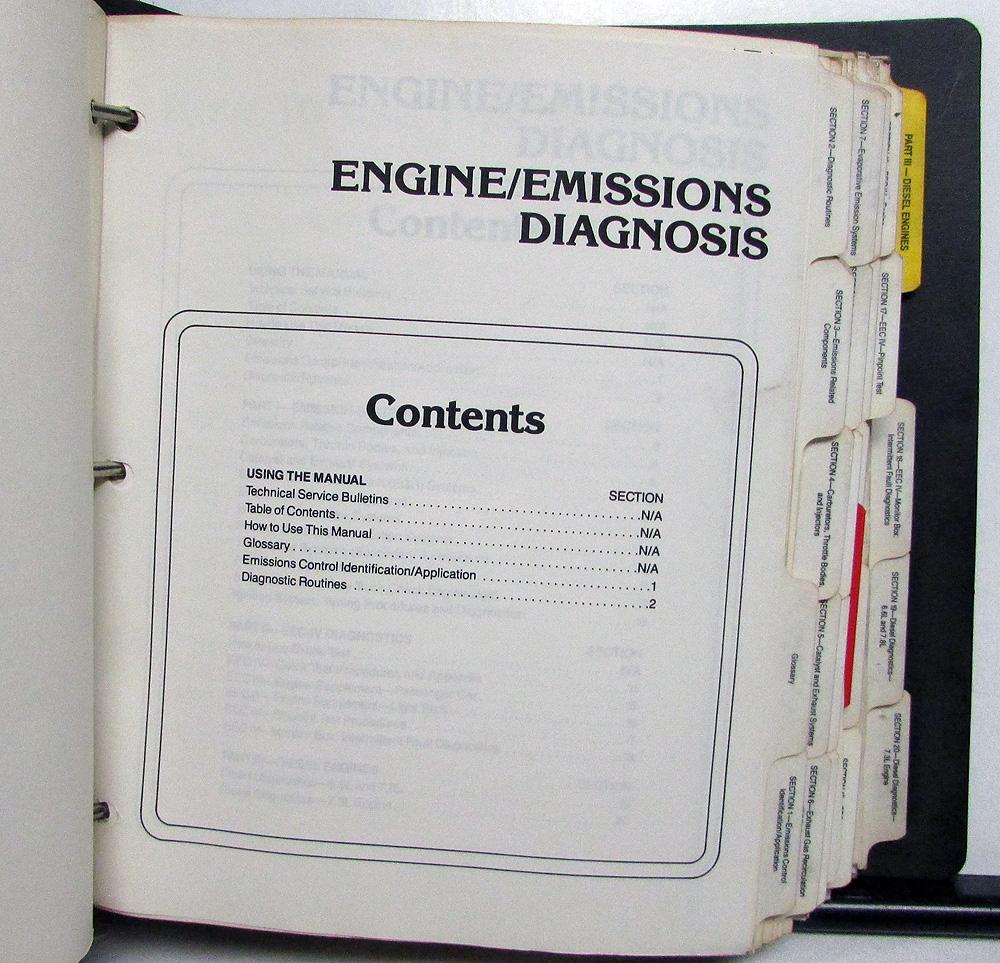 ENGINE/EMISSIONS
DIAGNOSIS
Contents
USING THE MANUAL
SECTION
Technical Service Bulletins ........................................N/A
Table of Contents........................................N/A
How to Use This Manual ........................................N/A
Glossary ........................................N/A
Emissions Control Identification/Application ........................1
Diagnostic Routines ........................................2
SECTION 2—Diagnostic Routines
SECTION 7—Evaporative Emission Systems
PART III — DIESEL ENGINES
SECTION 3—Emissions Related
Components
SECTION 17—EEC IV—Pinpoint Test
SECTION 4—Carburetors, Throttle Bodies,
and Injectors
SECTION 18—EEC IV—Monitor Box
Intermittent Fault Diagnostics
Glossary
SECTION 5—Catalyst and Exhaust Systems
SECTION 19—Diesel Diagnostics—
6.6L and 7.8L
SECTION 1—Emissions Control
Identification/Application
SECTION 6—Exhaust Gas Recirculation
SECTION 20—Diesel Diagnostics—
7.3L Engine